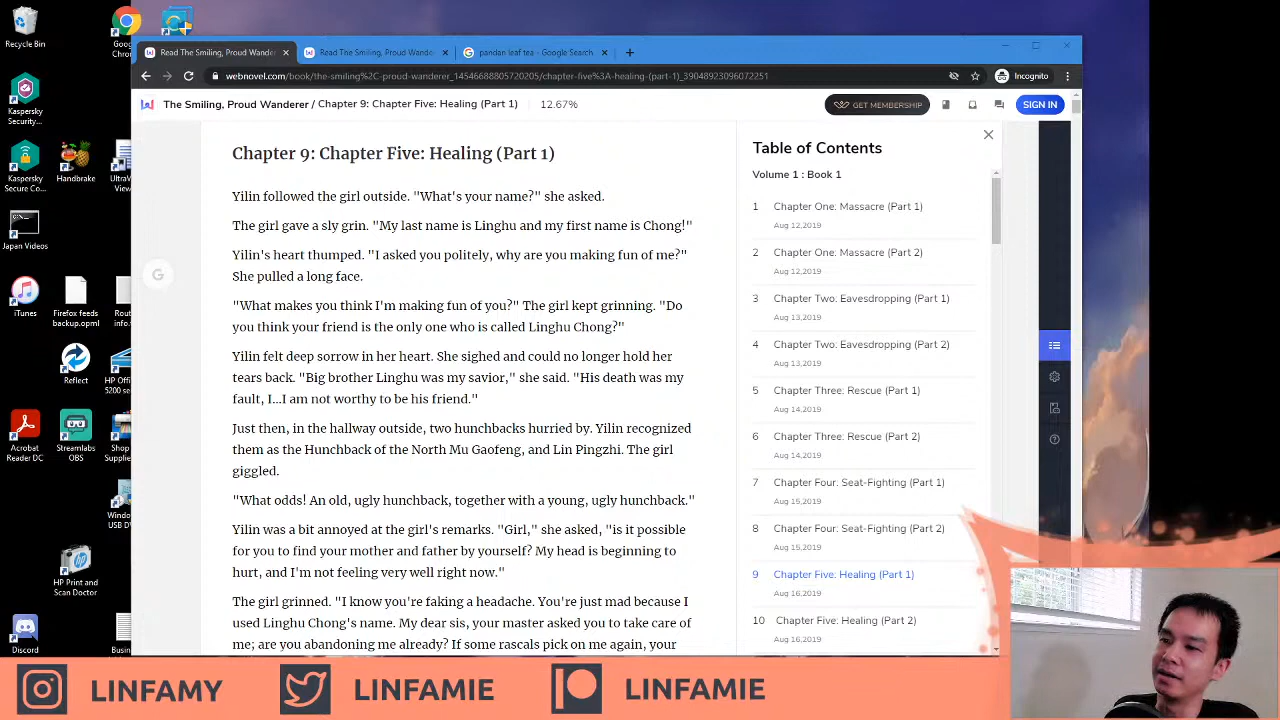 Recycle Bin
Goog
Chrom
Kaspersky
Security...
Kaspersky
Secure Co...
Handbrake
UltraV
View
Japan Videos
iTunes
Firefox
feeds
backup.opml
Rout
info.
Reflect
HP Offi
5200 se
Acrobat
Reader DC
Streamlabs
OBS
Shop
Supplie
Window
USB DV
HP Print and
Scan Doctor
Discord
Busin
Read The Smiling, Proud Wander
Read The Smiling, Proud Wande
pandan leaf tea - Google Search
webnovel.com/book/the-smiling%2C-proud-wanderer_14546688805720205/chapter-five%3A-healing-(part-1)_39048923096072251
Incognito
The Smiling, Proud Wanderer / Chapter 9: Chapter Five: Healing (Part 1)
12.67%
GET MEMBERSHIP
SIGN IN
Chapter 9: Chapter Five: Healing (Part 1)
Yilin followed the girl outside. "What's your name?" she asked.
The girl gave a sly grin. "My last name is Linghu and my first name is Chong!"
Yilin's heart thumped. "I asked you politely, why are you making fun of me?"
She pulled a long face.
"What makes you think I'm making fun of you?" The girl kept grinning. "Do
you think your friend is the only one who is called Linghu Chong?"
Yilin felt deep sorrow in her heart. She sighed and could no longer hold her
tears back. "Big brother Linghu was my savior," she said. "His death was my
fault, I...I am not worthy to be his friend."
Just then, in the hallway outside, two hunchbacks hurried by. Yilin recognized
them as the Hunchback of the North Mu Gaofeng, and Lin Pingzhi. The girl
giggled.
"What odds! An old, ugly hunchback, together with a young, ugly hunchback."
Yilin was a bit annoyed at the girl's remarks. "Girl," she asked, "is it possible
for you to find your mother and father by yourself? My head is beginning to
hurt, and I'm not feeling very well right now."
The girl grinned. "I know you're faking a headache. You're just mad because I
used Linghu Chong's name. My dear sis, your master asked you to take care of
me; are you abandoning me already? If some rascals pick on me again, your
G
Table of Contents
Volume 1 : Book 1
1 Chapter One: Massacre (Part 1)
Aug 12,2019
2 Chapter One: Massacre (Part 2)
Aug 12,2019
3 Chapter Two: Eavesdropping (Part 1)
Aug 13,2019
4 Chapter Two: Eavesdropping (Part 2)
Aug 13,2019
5 Chapter Three: Rescue (Part 1)
Aug 14,2019
6 Chapter Three: Rescue (Part 2)
Aug 14,2019
7 Chapter Four: Seat-Fighting (Part 1)
Aug 15,2019
8 Chapter Four: Seat-Fighting (Part 2)
Aug 15,2019
9 Chapter Five: Healing (Part 1)
Aug 16,2019
10 Chapter Five: Healing (Part 2)
Aug 16,2019
LINFAMY
LINFAMIE
LINFAMIE